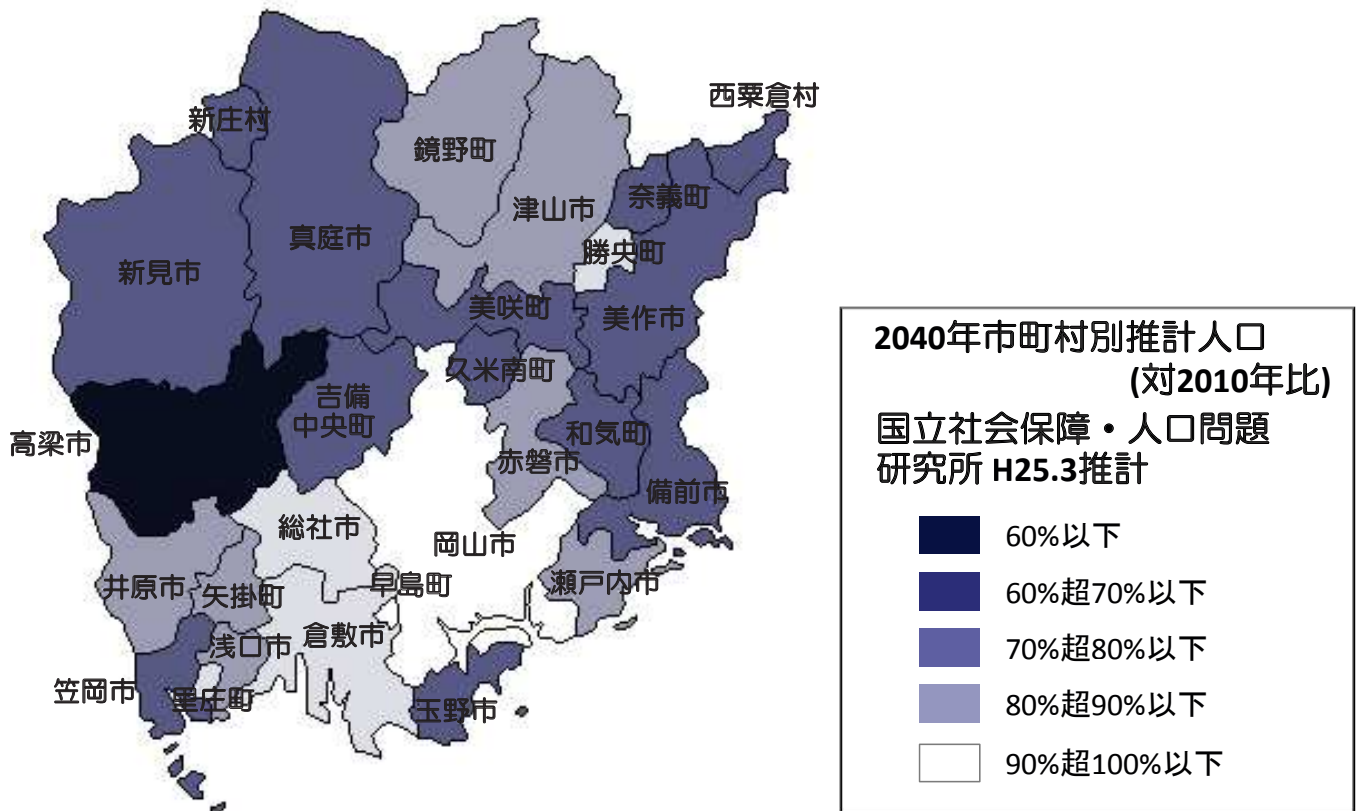 西粟倉村
新庄村
鏡野町
奈義町
津山市
真庭市
勝央町
新見市
美咲町
美作市
久米南町
吉備
中央町
和気町
高梁市
赤磐市
備前市
総社市
岡山市
早島町
瀬戸内市
井原市
矢掛町
倉敷市
浅口市
笠岡市
里庄町
玉野市
2040年市町村別推計人口
(対2010年比)
国立社会保障・人口問題
研究所 H25.3推計
60%以下
60%超70%以下
70%超80%以下
80%超90%以下
90%超100%以下